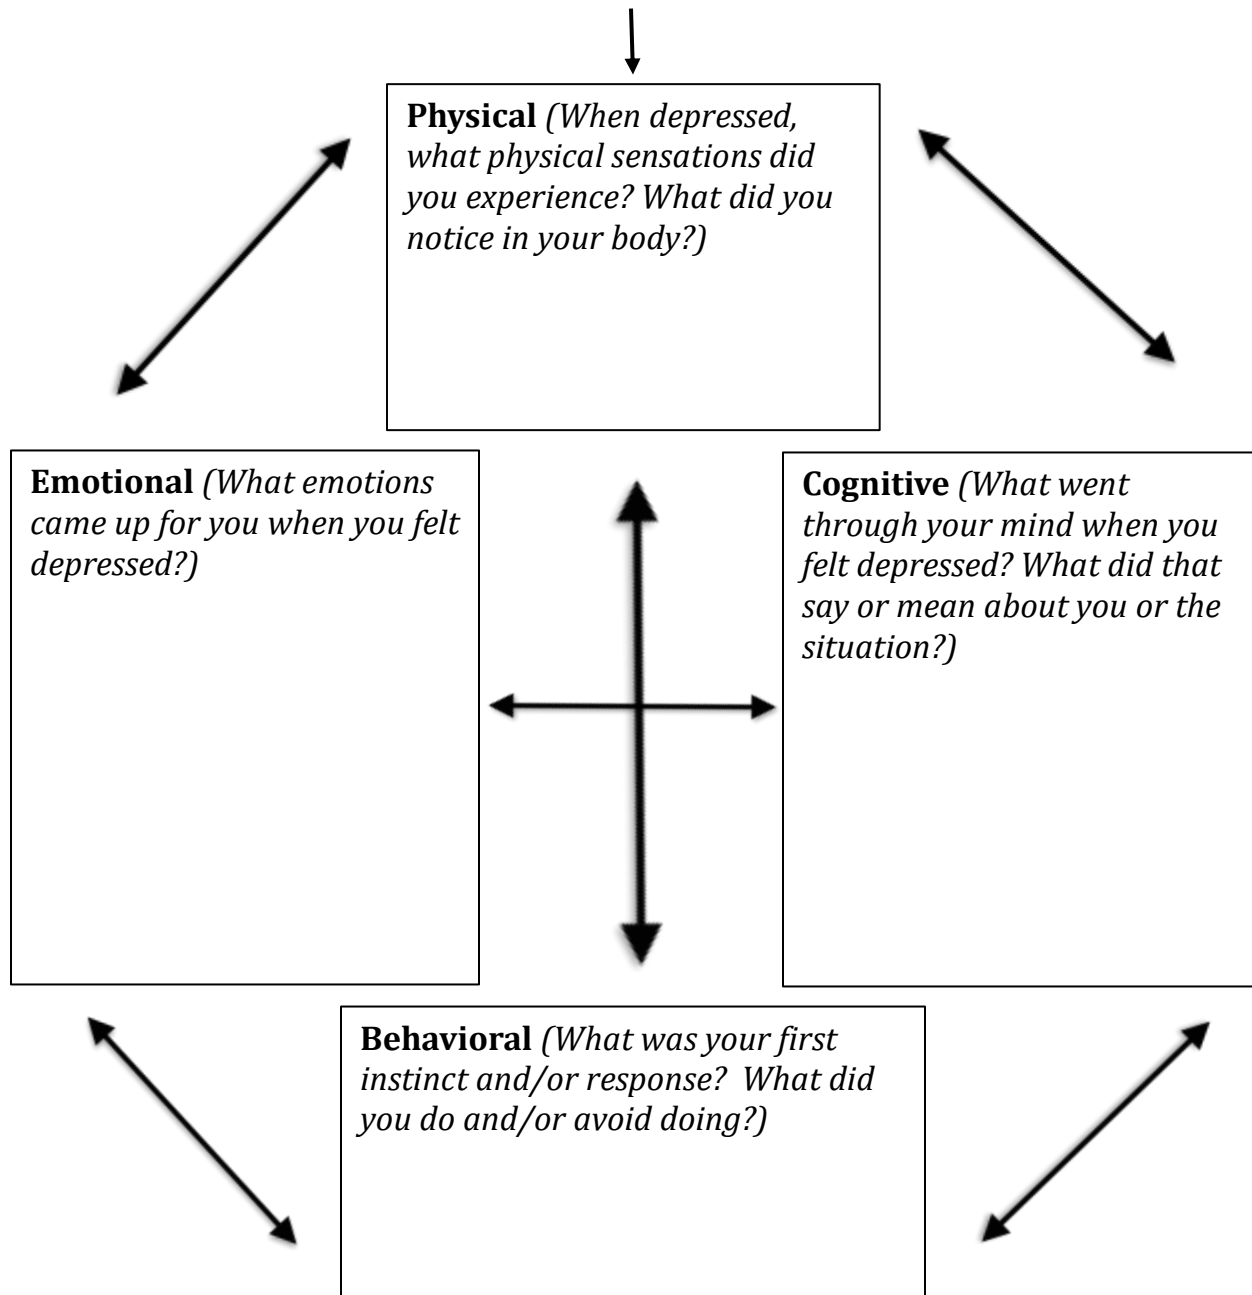 Physical (When depressed,
what physical sensations did
you experience? What did you
notice in your body?)
Emotional (What emotions
came up for you when you felt
depressed?)
Cognitive (What went
through your mind when you
felt depressed? What did that
say or mean about you or the
situation?)
Behavioral (What was your first
instinct and/or response?  What did
you do and/or avoid doing?)